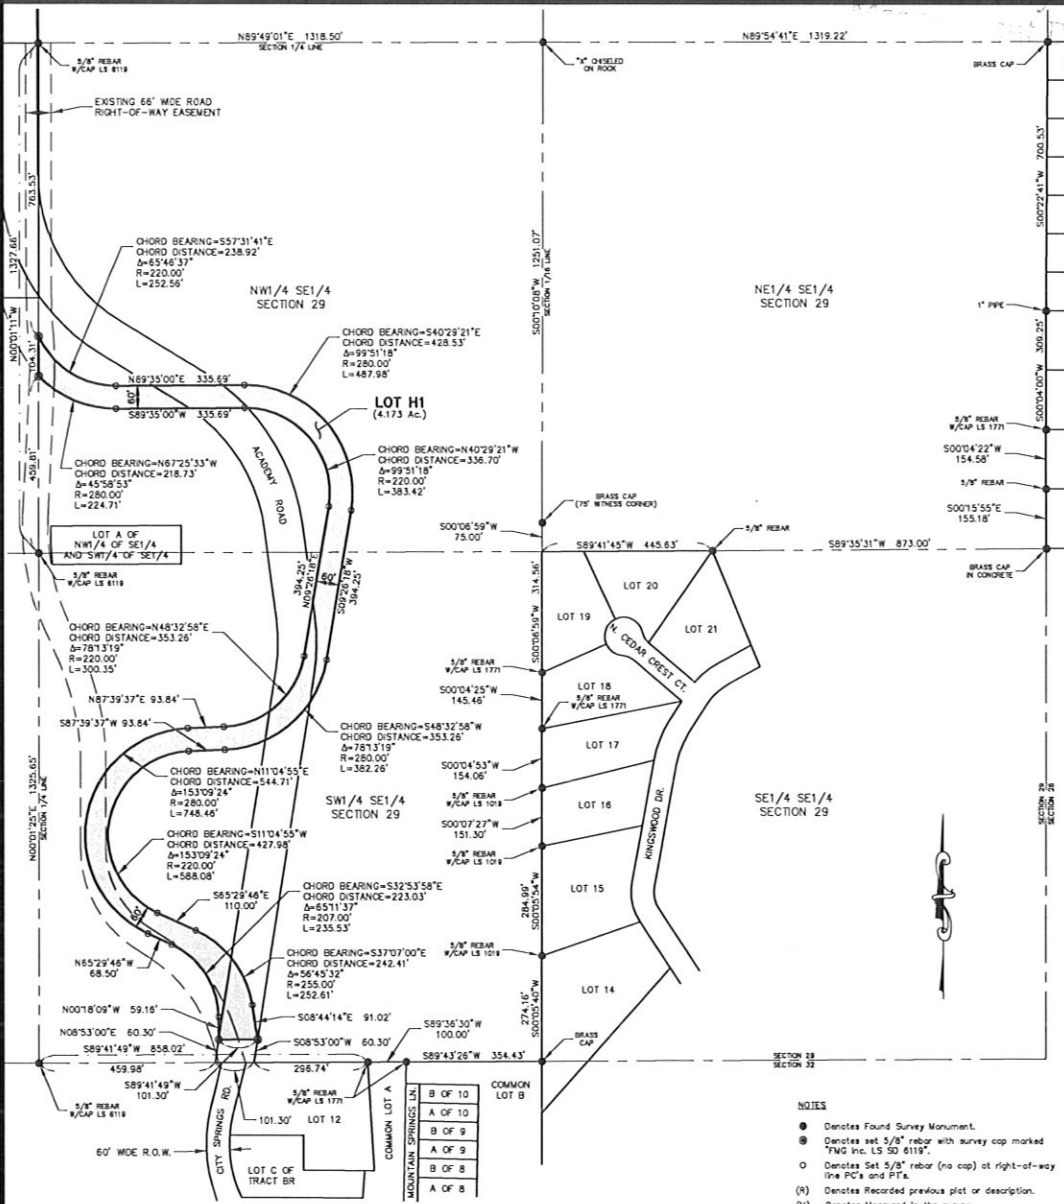 N89°49'01"E 1318.50'
SECTION 1/4 LINE
N89°54'41"E 1319.22'
5/8" REBAR
W/CAP LS 6119
"X" CHISELED
ON ROCK
BRASS CAP
EXISTING 66' WIDE ROAD
RIGHT-OF-WAY EASEMENT
763.53'
N00°01'11"W 1327.66'
104.31'
459.81'
CHORD BEARING=S57°31'41"E
CHORD DISTANCE=238.92'
Δ=65°46'37"
R=220.00'
L=252.56'
NW1/4 SE1/4
SECTION 29
NE1/4 SE1/4
SECTION 29
S00°10'08"W 1251.07'
SECTION 1/16 LINE
S00°22'41"W 700.53'
1" PIPE
S00°04'00"W 309.25'
CHORD BEARING=S40°29'21"E
CHORD DISTANCE=428.53'
Δ=99°51'18"
R=280.00'
L=487.98'
N89°35'00"E 335.69'
60'
S89°35'00"W 335.69'
LOT H1
(4.173 Ac.)
ACADEMY ROAD
CHORD BEARING=N67°25'33"W
CHORD DISTANCE=218.73'
Δ=45°58'53"
R=280.00'
L=224.71'
CHORD BEARING=N40°29'21"W
CHORD DISTANCE=336.70'
Δ=99°51'18"
R=220.00'
L=383.42'
5/8" REBAR
W/CAP LS 1771
S00°04'22"W
154.58'
5/8" REBAR
S00°15'55"E
155.18'
BRASS CAP
IN CONCRETE
BRASS CAP
(75' WITNESS CORNER)
S00°06'59"W
75.00'
5/8" REBAR
S89°41'45"W 445.63'
S89°35'31"W 873.00'
LOT A OF
NW1/4 OF SE1/4
AND SW1/4 OF SE1/4
5/8" REBAR
W/CAP LS 6119
394.25'
N09°26'18"E
60'
S09°26'18"W
394.25'
S00°06'59"W 314.56'
LOT 20
LOT 19
LOT 21
N. CEDAR CREST CT.
CHORD BEARING=N48°32'58"E
CHORD DISTANCE=353.26'
Δ=78°13'19"
R=220.00'
L=300.35'
5/8" REBAR
W/CAP LS 1771
LOT 18
S00°04'25"W
145.46'
5/8" REBAR
W/CAP LS 1771
N87°39'37"E 93.84'
S87°39'37"W 93.84'
CHORD BEARING=S48°32'58"W
CHORD DISTANCE=353.26'
Δ=78°13'19"
R=280.00'
L=382.26'
LOT 17
S00°04'53"W
154.06'
CHORD BEARING=N11°04'55"E
CHORD DISTANCE=544.71'
Δ=153°09'24"
R=280.00'
L=748.46'
SW1/4 SE1/4
SECTION 29
5/8" REBAR
W/CAP LS 1019
LOT 16
S00°07'27"W
151.30'
SE1/4 SE1/4
SECTION 29
KINGSWOOD DR.
SECTION 29
SECTION 28
N00°01'25"E 1325.65'
SECTION 1/4 LINE
CHORD BEARING=S11°04'55"W
CHORD DISTANCE=427.98'
Δ=153°09'24"
R=220.00'
L=588.08'
5/8" REBAR
W/CAP LS 1019
284.99'
S00°05'54"W
LOT 15
S65°29'46"E
110.00'
60'
CHORD BEARING=S32°53'58"E
CHORD DISTANCE=223.03'
Δ=65°11'37"
R=207.00'
L=235.53'
5/8" REBAR
W/CAP LS 1019
N65°29'46"W
68.50'
CHORD BEARING=S37°07'00"E
CHORD DISTANCE=242.41'
Δ=56°45'32"
R=255.00'
L=252.61'
LOT 14
274.16'
S00°05'40"W
N00°18'09"W 59.16'
S08°44'14"E 91.02'
N08°53'00"E 60.30'
S08°53'00"W 60.30'
S89°36'30"W
100.00'
BRASS
CAP
S89°41'49"W 858.02'
S89°43'26"W 354.43'
459.98'
296.74'
SECTION 29
SECTION 32
S89°41'49"W
101.30'
5/8" REBAR
W/CAP LS 6119
5/8" REBAR
W/CAP LS 1771
101.30'
LOT 12
CITY SPRINGS RD.
60' WIDE R.O.W.
LOT C OF
TRACT BR
COMMON LOT A
MOUNTAIN SPRINGS LN.
COMMON
LOT B
B OF 10
A OF 10
B OF 9
A OF 9
B OF 8
A OF 8
NOTES
Denotes Found Survey Monument.
Denotes set 5/8" rebar with survey cap marked
"FMG Inc. LS SD 6119".
Denotes Set 5/8" rebar (no cap) at right-of-way
line PC's and PT's.
(R) Denotes Recorded previous plat or description.